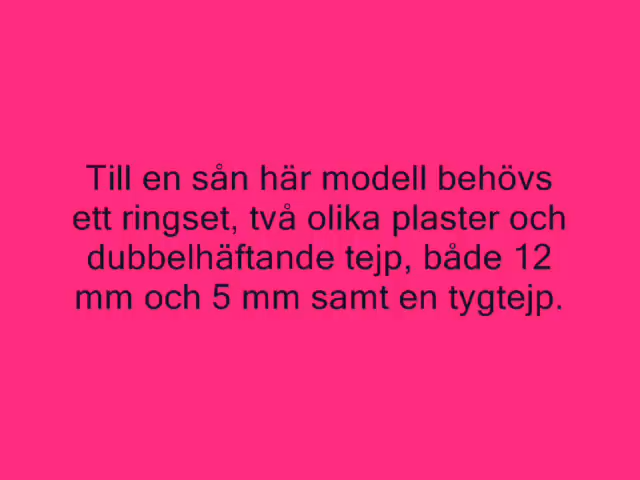 Till en sån här modell behövs
ett ringset, två olika plaster och
dubbelhäftande tejp, både 12
mm och 5 mm samt en tygtejp.